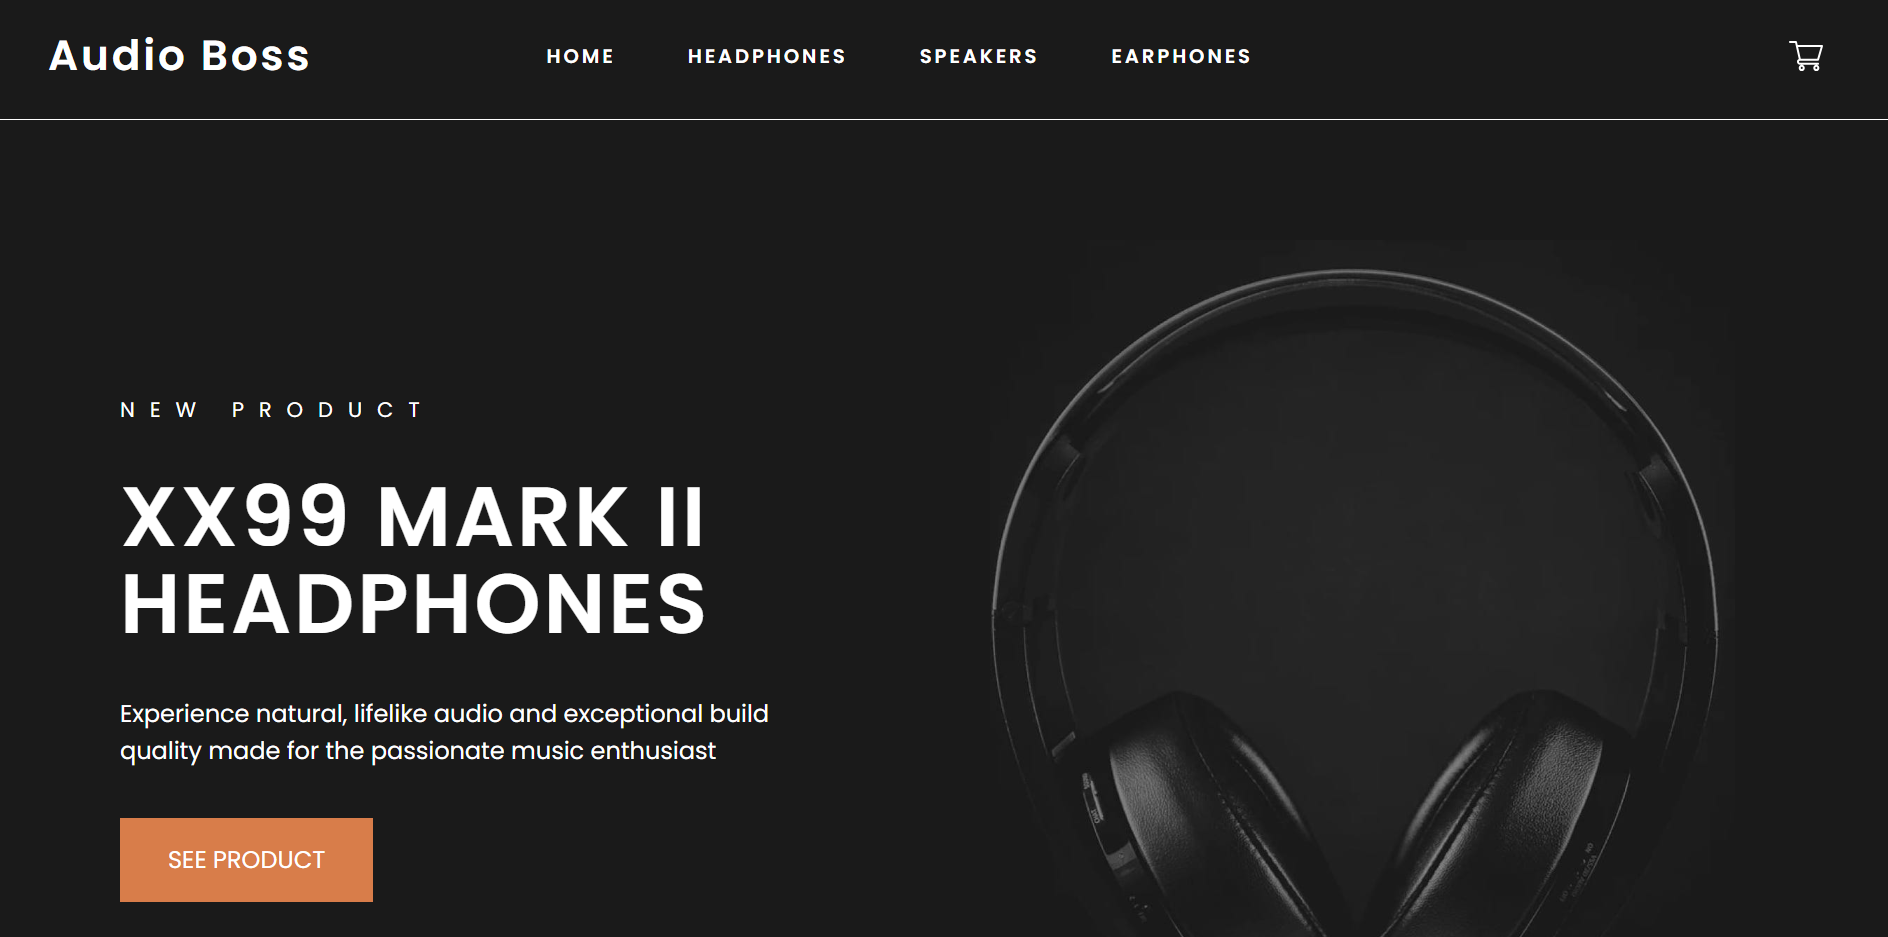 Audio Boss
HOME HEADPHONES SPEAKERS EARPHONES
NEW PRODUCT
XX99 MARK II
HEADPHONES
Experience natural, lifelike audio and exceptional build
quality made for the passionate music enthusiast
SEE PRODUCT